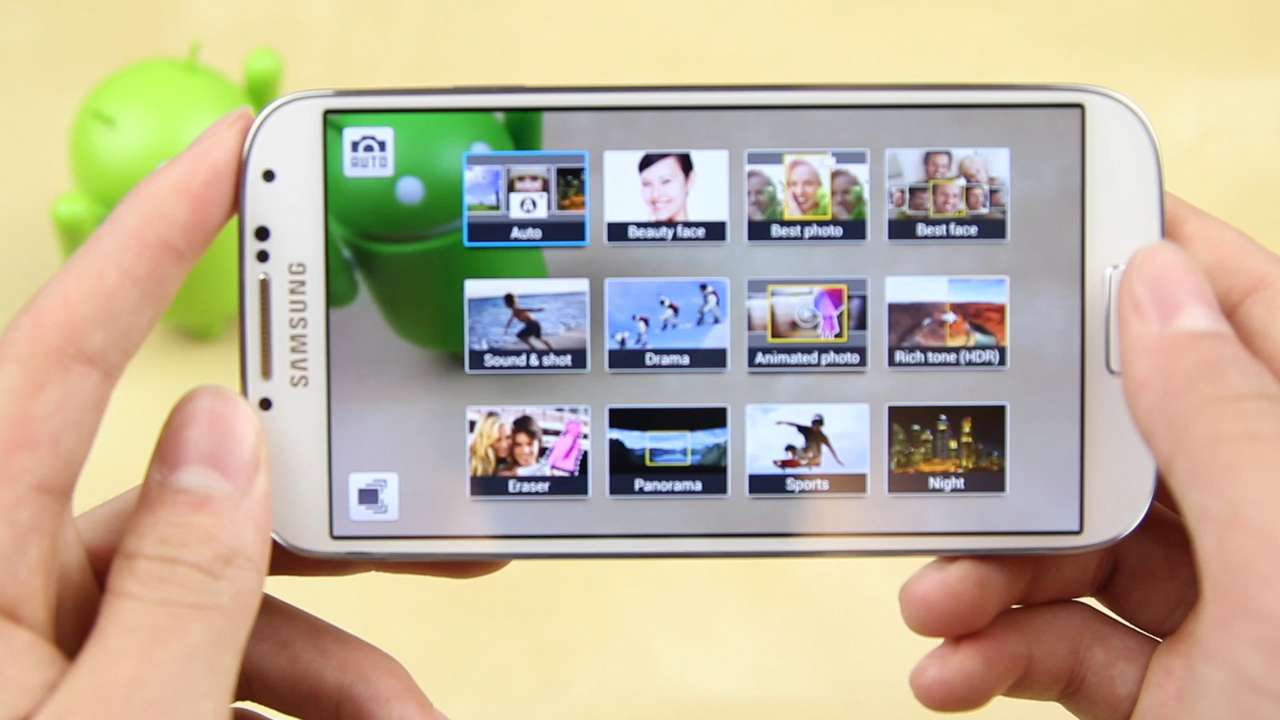 SAMSUNG
AUTO
A
Auto
Beauty face
Best photo
Best face
Sound & shot
Drama
Animated photo
Rich tone (HDR)
Eraser
Panorama
Sports
Night